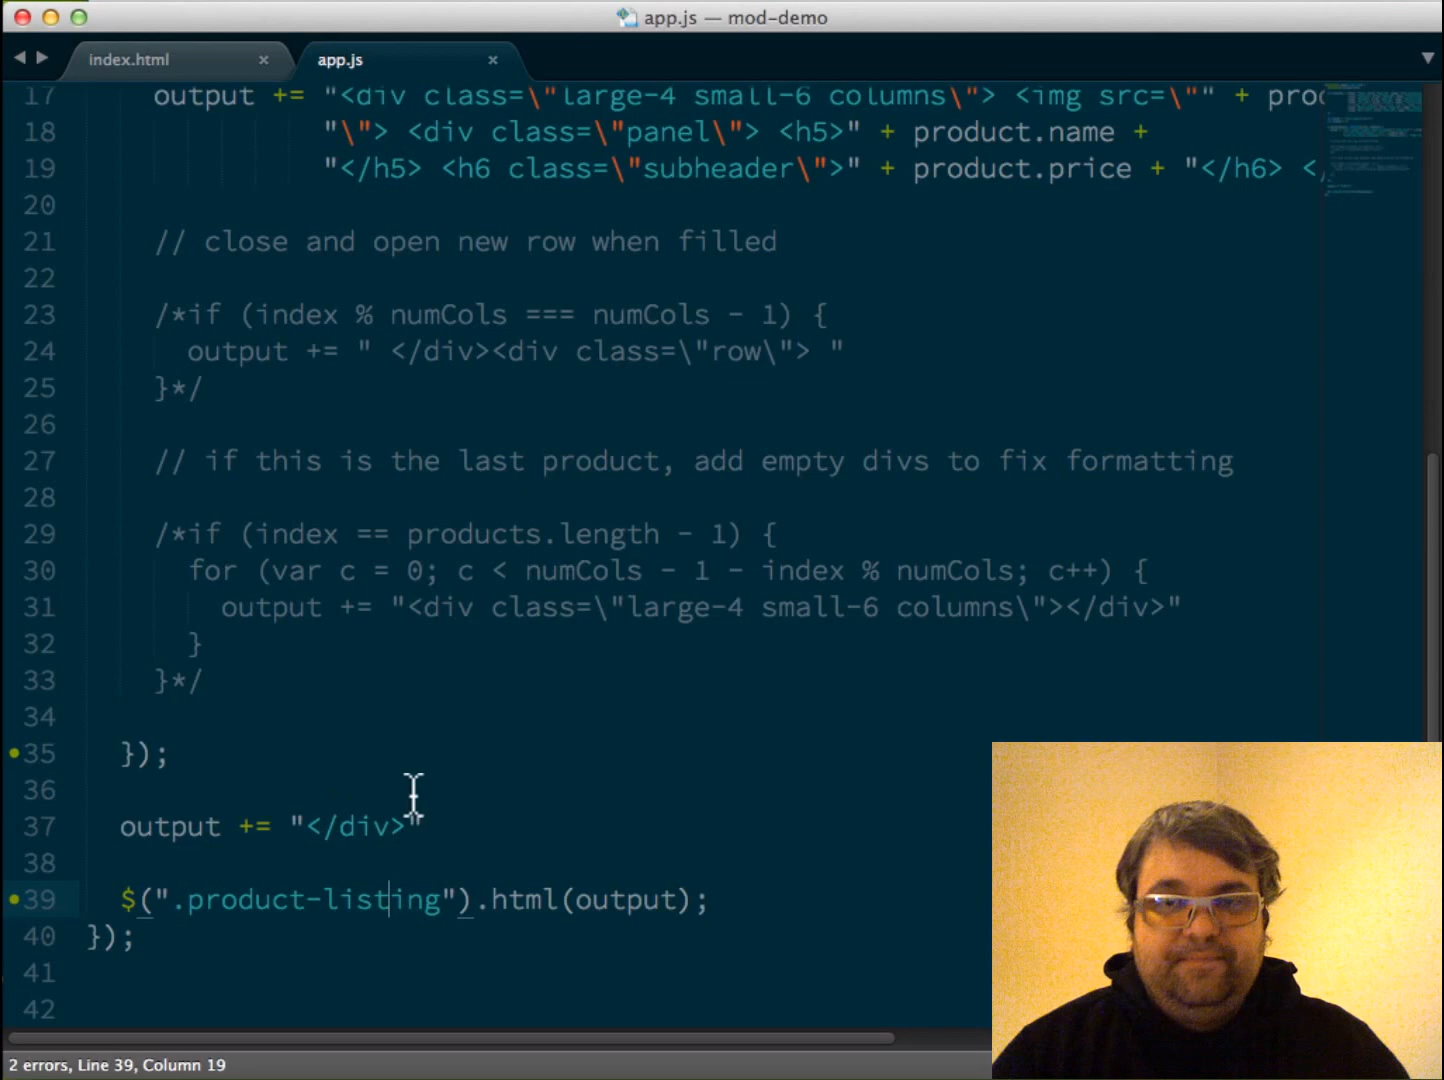 app.js — mod-demo
index.html
app.js
17 output += "<div class=\"large-4 small-6 columns\"> <img src=\"" +
18 "\"> <div class=\"panel\"> <h5>" + product.name +
19 "</h5> <h6 class=\"subheader\">" + product.price + "</h6> <
20
21 // close and open new row when filled
22
23 /*if (index % numCols === numCols - 1) {
24 output += " </div><div class=\"row\"> "
25 }*/
26
27 // if this is the last product, add empty divs to fix formatting
28
29 /*if (index == products.length - 1) {
30 for (var c = 0; c < numCols - 1 - index % numCols; c++) {
31 output += "<div class=\"large-4 small-6 columns\"></div>"
32 }
33 }*/
34
35 });
36
37 output += "</div>"
38
39 $(".product-listing").html(output);
40 });
41
42
2 errors, Line 39, Column 19